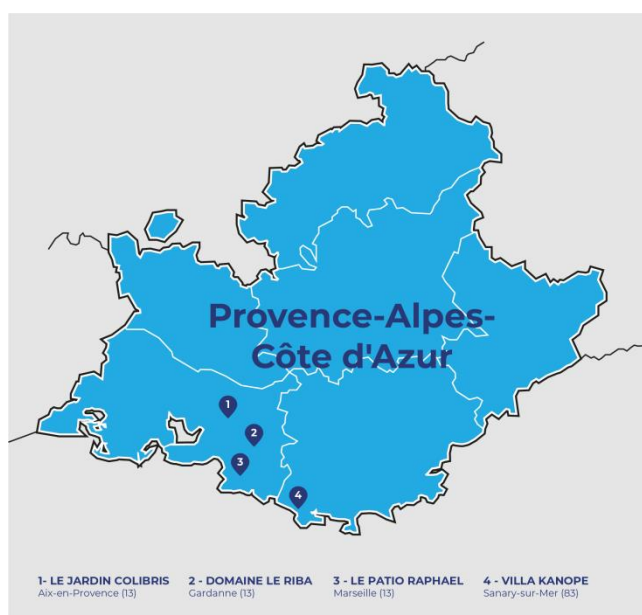 Provence-Alpes-
Côte d'Azur
1
2
3
4
1- LE JARDIN COLIBRIS
Aix-en-Provence (13)
2 - DOMAINE LE RIBA
Gardanne (13)
3 - LE PATIO RAPHAEL
Marseille (13)
4 - VILLA KANOPE
Sanary-sur-Mer (83)